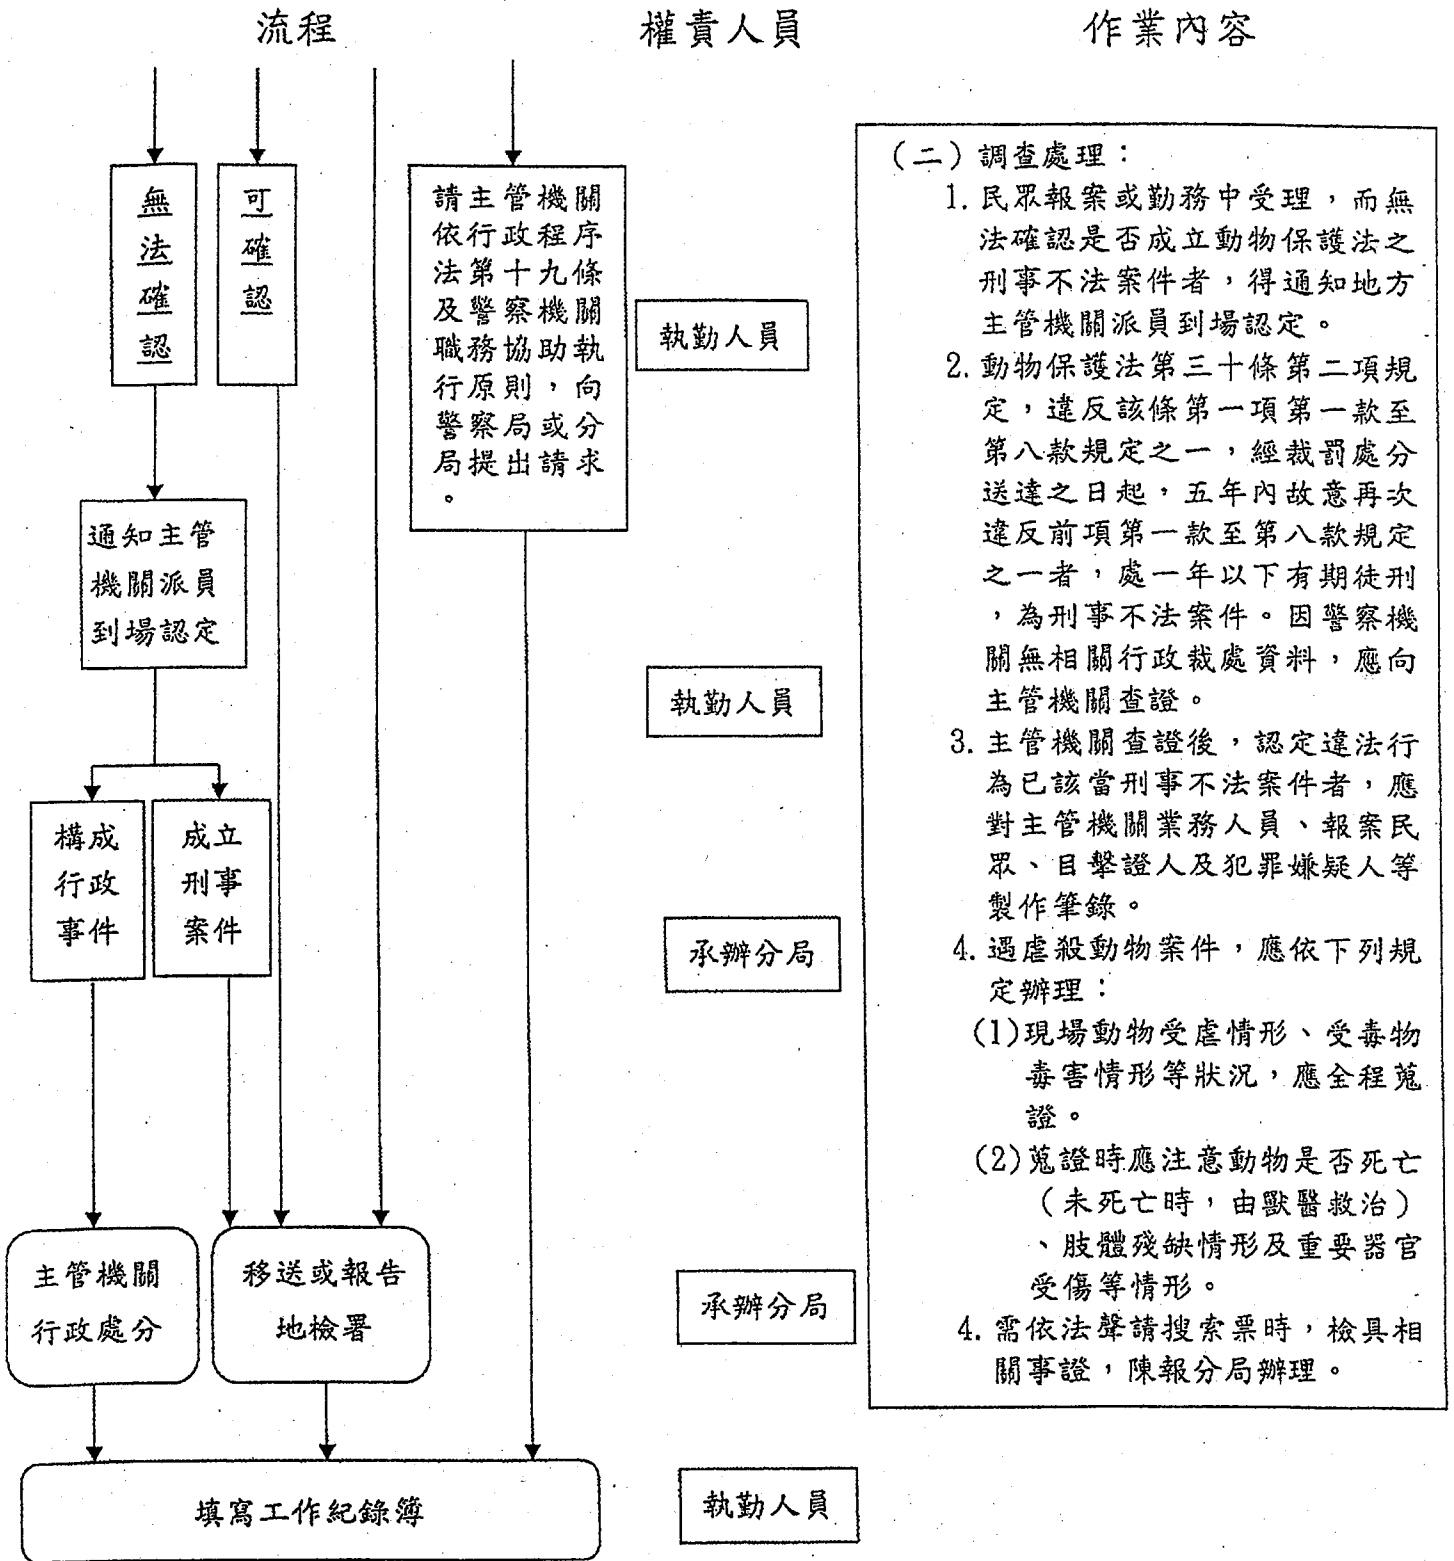 流程
權責人員
作業內容
無
法
確
認
可
確
認
請主管機關
依行政程序
法第十九條
及警察機關
職務協助執
行原則，向
警察局或分
局提出請求
。
執勤人員
通知主管
機關派員
到場認定
執勤人員
構成
行政
事件
成立
刑事
案件
承辦分局
主管機關
行政處分
移送或報告
地檢署
承辦分局
填寫工作紀錄簿
執勤人員
（二）調查處理：
1.民眾報案或勤務中受理，而無
法確認是否成立動物保護法之
刑事不法案件者，得通知地方
主管機關派員到場認定。
2.動物保護法第三十條第二項規
定，違反該條第一項第一款至
第八款規定之一，經裁罰處分
送達之日起，五年內故意再次
違反前項第一款至第八款規定
之一者，處一年以下有期徒刑
，為刑事不法案件。因警察機
關無相關行政裁處資料，應向
主管機關查證。
3.主管機關查證後，認定違法行
為已該當刑事不法案件者，應
對主管機關業務人員、報案民
眾、目擊證人及犯罪嫌疑人等
製作筆錄。
4.遇虐殺動物案件，應依下列規
定辦理：
(1)現場動物受虐情形、受毒物
毒害情形等狀況，應全程蒐
證。
(2)蒐證時應注意動物是否死亡
（未死亡時，由獸醫救治）
、肢體殘缺情形及重要器官
受傷等情形。
4.需依法聲請搜索票時，檢具相
關事證，陳報分局辦理。